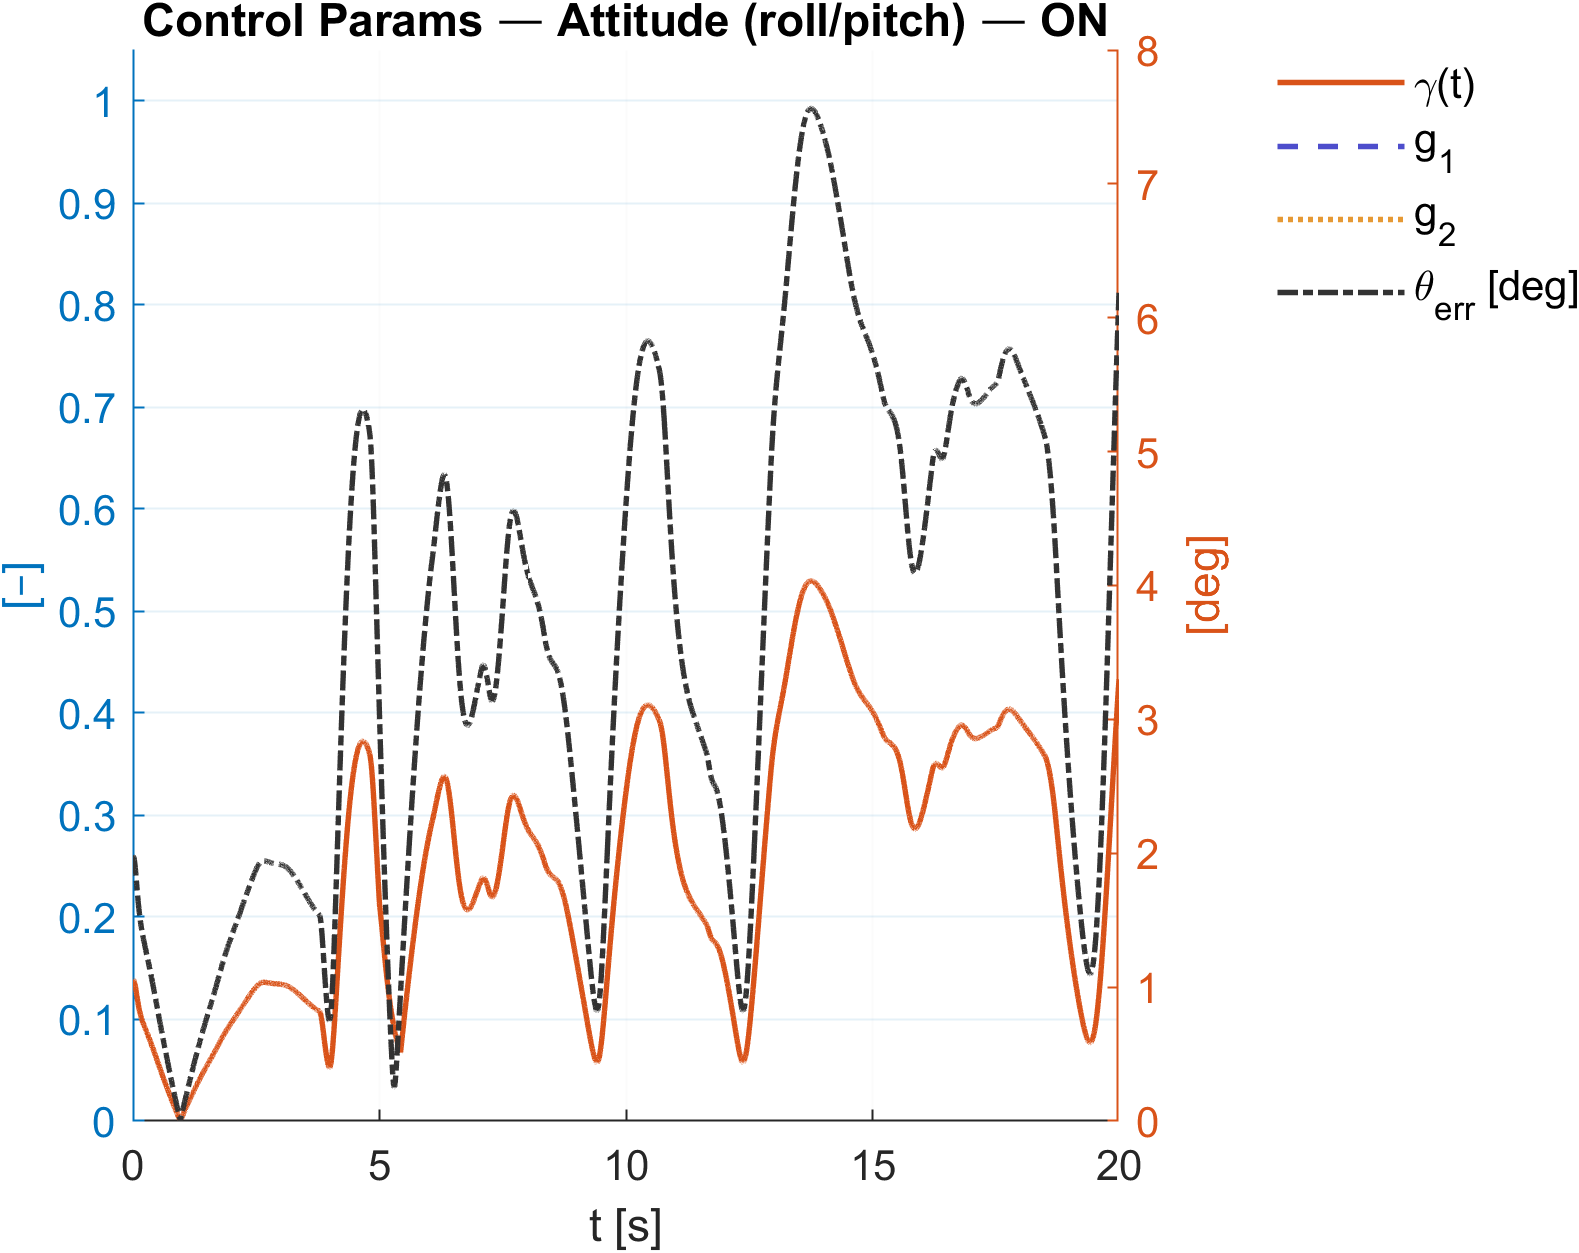 Control Params — Attitude (roll/pitch) — ON
[–]
1
0.9
0.8
0.7
0.6
0.5
0.4
0.3
0.2
0.1
0
8
7
6
5
4
3
2
1
0
[deg]
0 5 10 15 20
t [s]
γ(t)
g1
g2
θerr [deg]